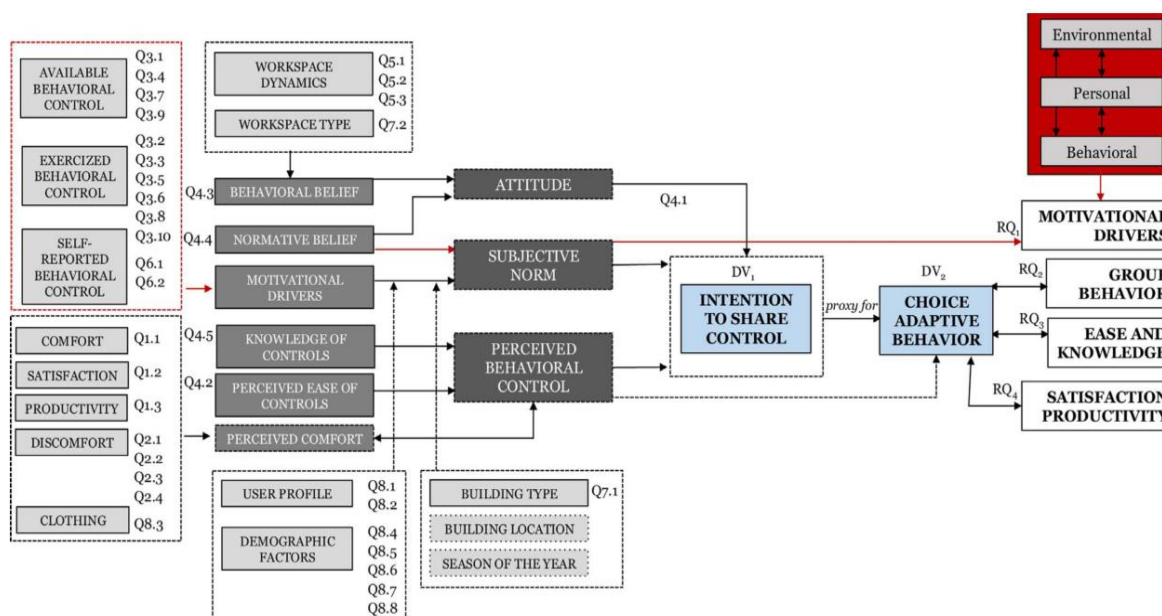 AVAILABLE
BEHAVIORAL
CONTROL
Q3.1
Q3.4
Q3.7
Q3.9
EXERCIZED
BEHAVIORAL
CONTROL
Q3.2
Q3.3
Q3.5
Q3.6
Q3.8
Q3.10
SELF-
REPORTED
BEHAVIORAL
CONTROL
Q6.1
Q6.2
COMFORT
Q1.1
SATISFACTION
Q1.2
PRODUCTIVITY
Q1.3
DISCOMFORT
Q2.1
Q2.2
Q2.3
Q2.4
CLOTHING
Q8.3
WORKSPACE
DYNAMICS
Q5.1
Q5.2
Q5.3
WORKSPACE TYPE
Q7.2
Q4.3
BEHAVIORAL BELIEF
Q4.4
NORMATIVE BELIEF
MOTIVATIONAL
DRIVERS
Q4.5
KNOWLEDGE OF
CONTROLS
Q4.2
PERCEIVED EASE OF
CONTROLS
PERCEIVED COMFORT
USER PROFILE
Q8.1
Q8.2
DEMOGRAPHIC
FACTORS
Q8.4
Q8.5
Q8.6
Q8.7
Q8.8
BUILDING TYPE
Q7.1
BUILDING LOCATION
SEASON OF THE YEAR
ATTITUDE
SUBJECTIVE
NORM
PERCEIVED
BEHAVIORAL
CONTROL
Q4.1
DV1
INTENTION
TO SHARE
CONTROL
proxy for
DV2
CHOICE
ADAPTIVE
BEHAVIOR
Environmental
Personal
Behavioral
RQ1
MOTIVATIONAL
DRIVERS
RQ2
GROUP
BEHAVIOR
RQ3
EASE AND
KNOWLEDGE
RQ4
SATISFACTION
PRODUCTIVITY